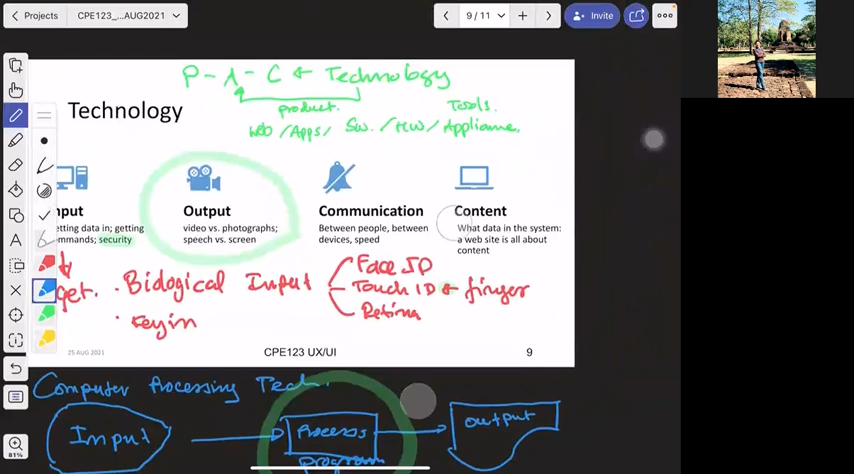 Projects
CPE123_...AUG2021
9 / 11
Invite
P - A - C ← Technology
product.
Tools.
Web / Apps / SW. / HW / Appliance.
Technology
Input
Output
Communication
Content
etting data in; getting
ommands; security
video vs. photographs;
speech vs. screen
Between people, between
devices, speed
What data in the system:
a web site is all about
content
get.
· Biological Input
Face ID
Touch ID ← finger
Retina
· Keyin
25 AUG 2021
CPE123 UX/UI
9
Computer Processing Tech.
Input
Process
output
program
81%